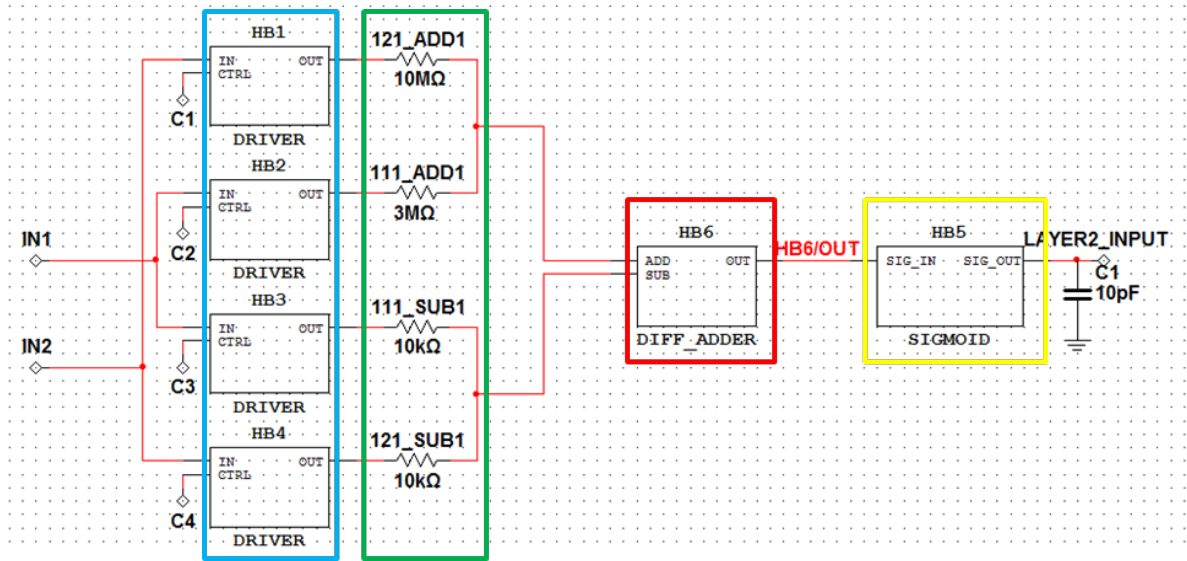 HB1
IN OUT
CTRL
C1
DRIVER
121_ADD1
10MΩ
HB2
IN OUT
CTRL
C2
DRIVER
111_ADD1
3MΩ
IN1
IN2
HB3
IN OUT
CTRL
C3
DRIVER
111_SUB1
10kΩ
HB4
IN OUT
CTRL
C4
DRIVER
121_SUB1
10kΩ
HB6
ADD OUT
SUB
DIFF_ADDER
HB6/OUT
HB5
SIG_IN SIG_OUT
SIGMOID
LAYER2_INPUT
C1
10pF